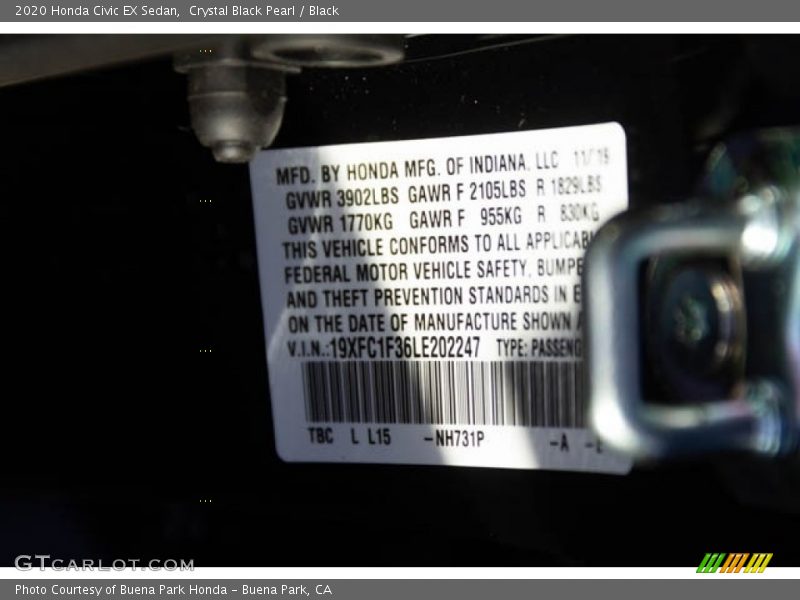 2020 Honda Civic EX Sedan,  Crystal Black Pearl / Black
MFD. BY HONDA MFG. OF INDIANA, LLC 11/19
GVWR 3902LBS GAWR F 2105LBS R 1829LBS
GVWR 1770KG GAWR F 955KG R 830KG
THIS VEHICLE CONFORMS TO ALL
FEDERAL MOTOR VEHICLE SAFETY,
AND THEFT PREVENTION STANDARDS IN
ON THE DATE OF MANUFACTURE SHOWN
V.I.N.:19XFC1F36LE202247 TYPE:
TBC L L15 -NH731P -A
GTCARLOT.COM
Photo Courtesy of Buena Park Honda - Buena Park, CA